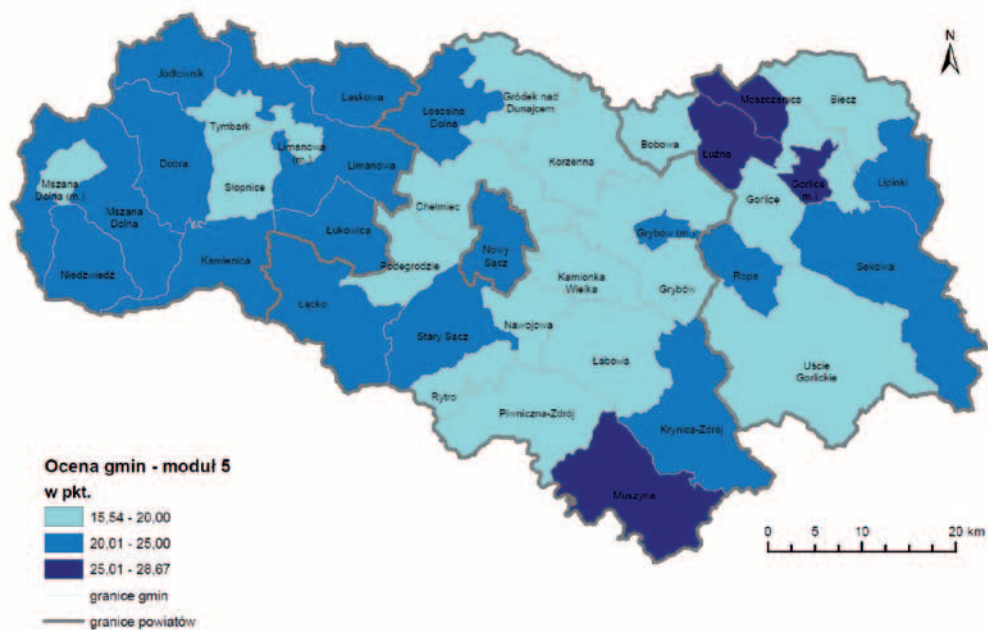 N
Jodłownik
Laskowa
Łososina
Dolna
Gródek nad
Dunajcem
Moszczenica
Biecz
Tymbark
Limanowa
(m.)
Bobowa
Łużna
Mszana
Dolna (m.)
Dobra
Słopnice
Limanowa
Korzenna
Gorlice
(m.)
Lipinki
Gorlice
Mszana
Dolna
Chełmiec
Łukowica
Nowy
Sącz
Grybów (m.)
Niedźwiedź
Kamienica
Podegrodzie
Kamionka
Wielka
Grybów
Ropa
Sękowa
Łącko
Stary Sącz
Nawojowa
Łabowa
Uście
Gorlickie
Rytro
Piwniczna-Zdrój
Krynica-Zdrój
Muszyna
Ocena gmin - moduł 5
w pkt.
15,54 - 20,00
20,01 - 25,00
25,01 - 28,67
granice gmin
granice powiatów
0 5 10 20 km